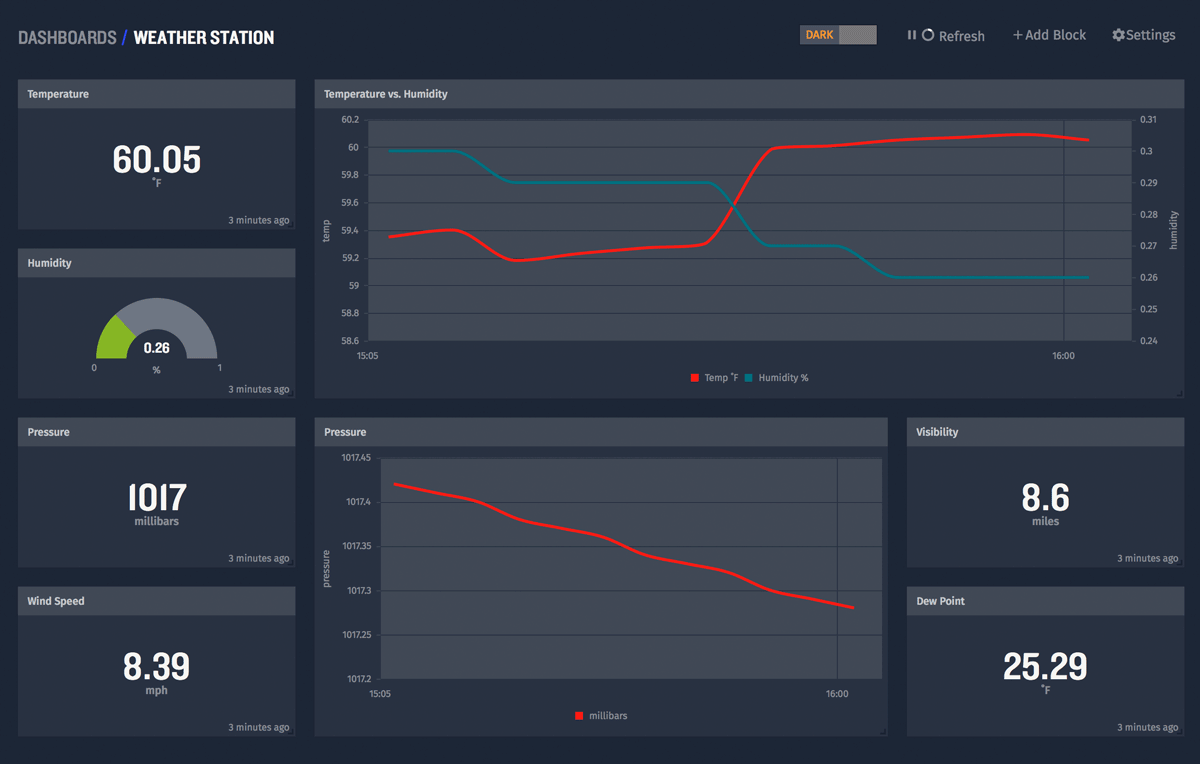 DASHBOARDS / WEATHER STATION
DARK
Refresh
+ Add Block
Settings
Temperature
60.05
°F
3 minutes ago
Temperature vs. Humidity
60.2
60
59.8
59.6
59.4
59.2
59
58.8
58.6
temp
0.31
0.3
0.29
0.28
0.27
0.26
0.25
0.24
humidity
15:05
16:00
Temp °F
Humidity %
Humidity
0.26
0
%
1
3 minutes ago
Pressure
1017
millibars
3 minutes ago
Pressure
1017.45
1017.4
1017.35
1017.3
1017.25
1017.2
pressure
15:05
16:00
millibars
Visibility
8.6
miles
3 minutes ago
Wind Speed
8.39
mph
3 minutes ago
Dew Point
25.29
°F
3 minutes ago